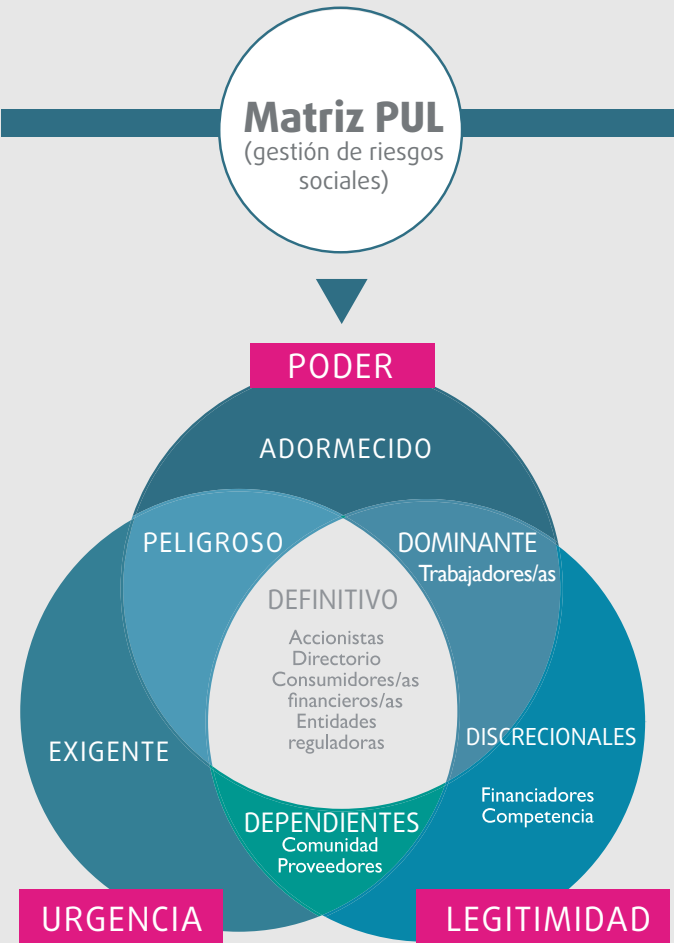 Matriz PUL
(gestión de riesgos
sociales)
PODER
ADORMECIDO
PELIGROSO
DOMINANTE
Trabajadores/as
DEFINITIVO
Accionistas
Directorio
Consumidores/as
financieros/as
Entidades
reguladoras
EXIGENTE
DISCRECIONALES
Financiadores
Competencia
DEPENDIENTES
Comunidad
Proveedores
URGENCIA
LEGITIMIDAD